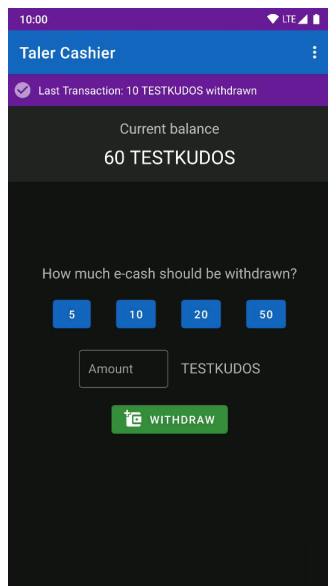 10:00 LTE
Taler Cashier
Last Transaction: 10 TESTKUDOS withdrawn
Current balance
60 TESTKUDOS
How much e-cash should be withdrawn?
5 10 20 50
Amount TESTKUDOS
WITHDRAW